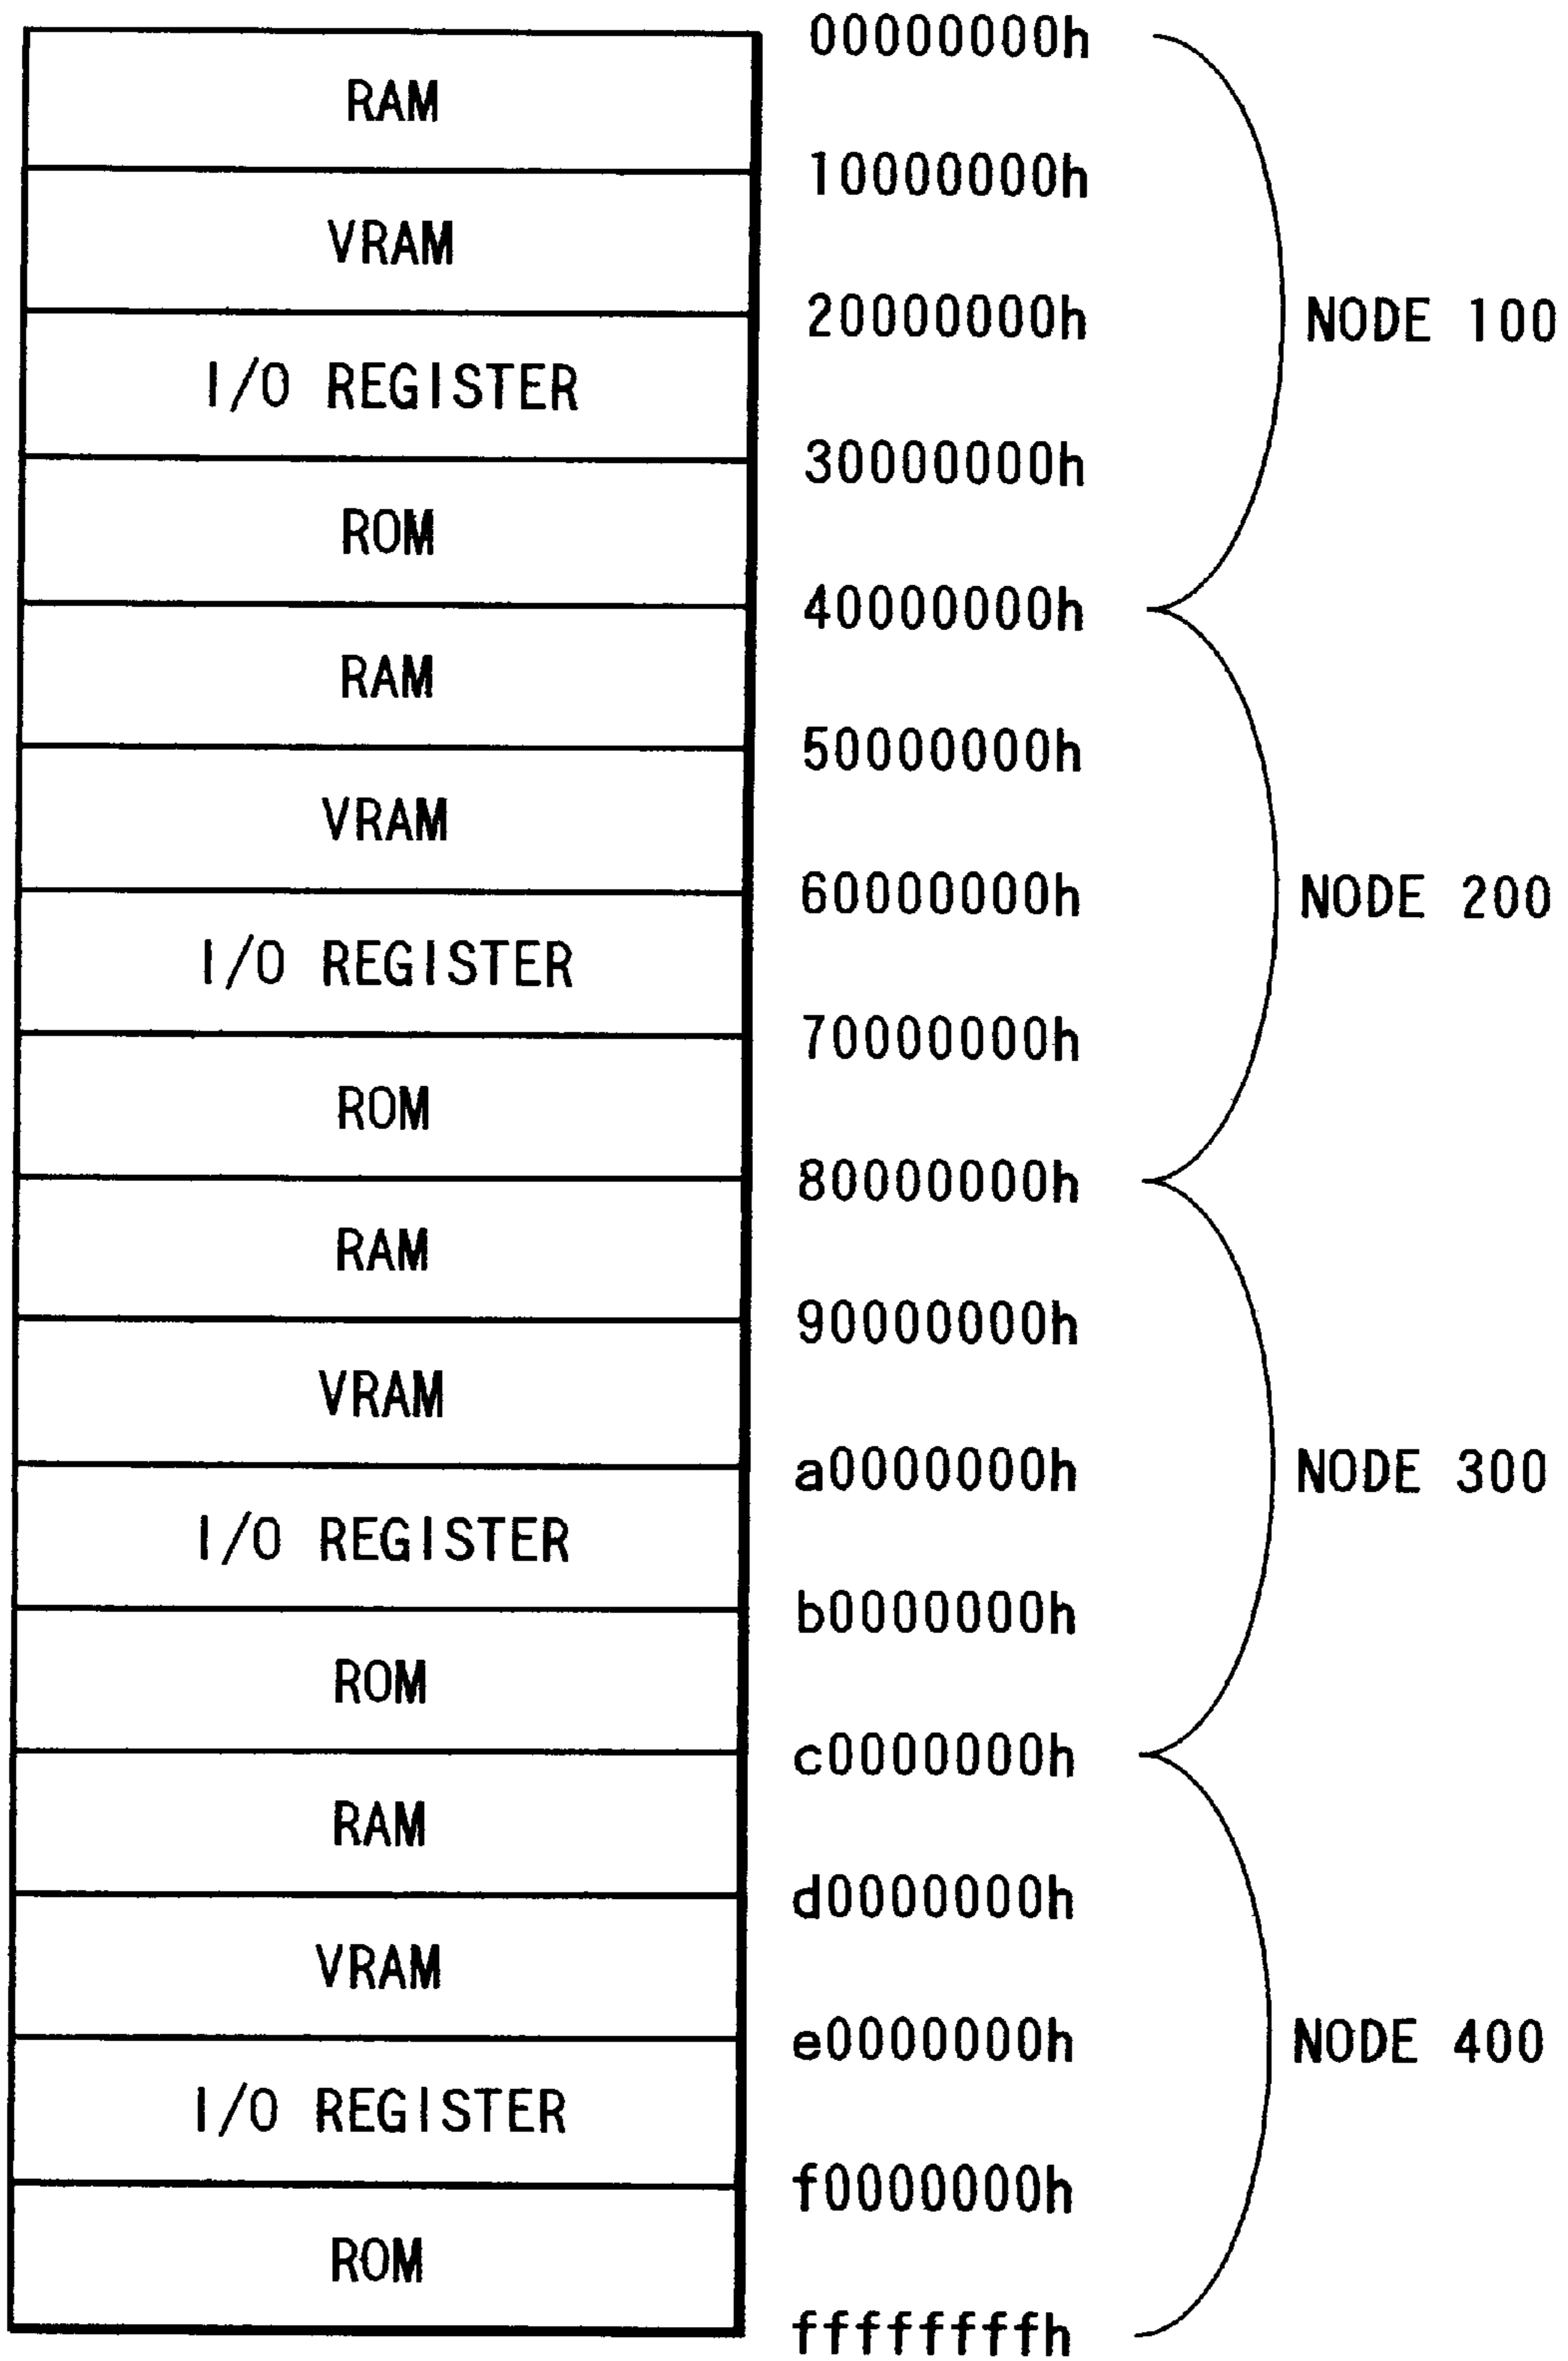 00000000h
RAM
10000000h
VRAM
20000000h
I/O REGISTER
NODE 100
30000000h
ROM
40000000h
RAM
50000000h
VRAM
60000000h
NODE 200
I/O REGISTER
70000000h
ROM
80000000h
RAM
90000000h
VRAM
a0000000h
NODE 300
I/O REGISTER
b0000000h
ROM
c0000000h
RAM
d0000000h
VRAM
e0000000h
NODE 400
I/O REGISTER
f0000000h
ROM
ffffffffh